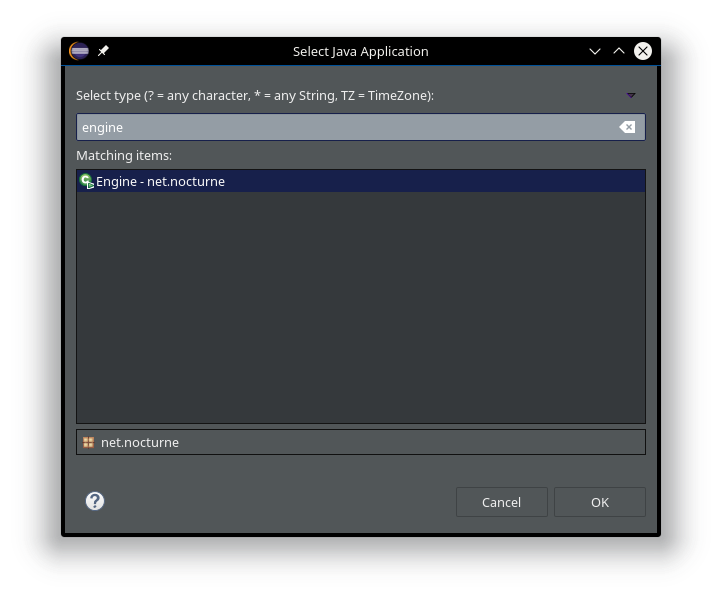 Select Java Application
Select type (? = any character, * = any String, TZ = TimeZone):
engine
Matching items:
Engine - net.nocturne
net.nocturne
Cancel
OK